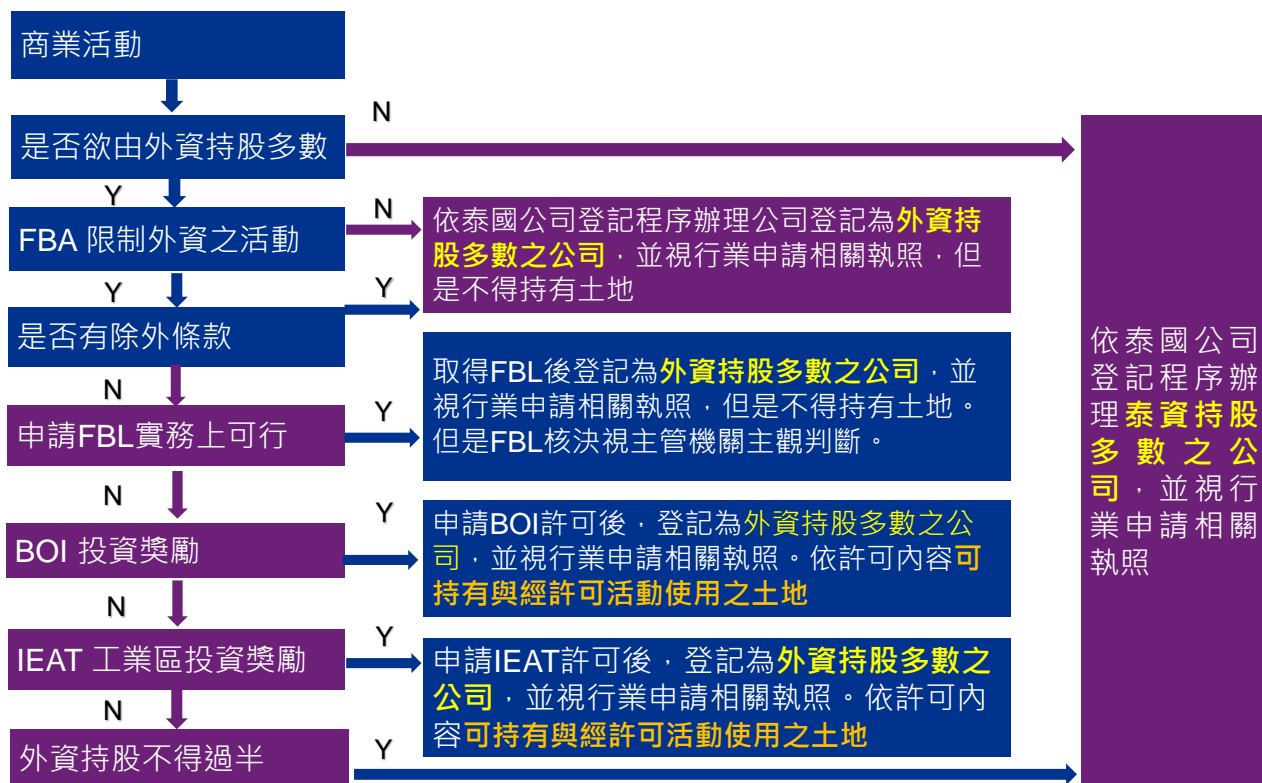 商業活動
N
是否欲由外資持股多數
Y
N
FBA 限制外資之活動
依泰國公司登記程序辦理公司登記為外資持
股多數之公司，並視行業申請相關執照，但
是不得持有土地
Y
Y
是否有除外條款
N
取得FBL後登記為外資持股多數之公司，並
視行業申請相關執照，但是不得持有土地。
但是FBL核決視主管機關主觀判斷。
Y
申請FBL實務上可行
N
Y
BOI 投資獎勵
申請BOI許可後，登記為外資持股多數之公
司，並視行業申請相關執照。依許可內容可
持有與經許可活動使用之土地
N
Y
IEAT 工業區投資獎勵
申請IEAT許可後，登記為外資持股多數之
公司，並視行業申請相關執照。依許可內
容可持有與經許可活動使用之土地
N
Y
外資持股不得過半
依泰國公司
登記程序辦
理泰資持股
多數之公
司，並視行
業申請相關
執照